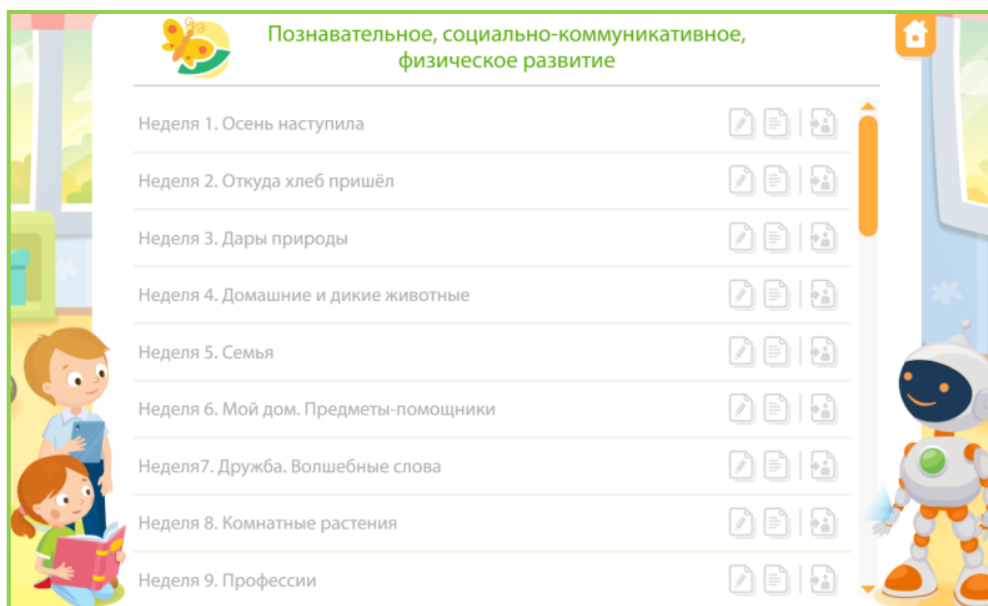 Познавательное, социально-коммуникативное,
физическое развитие
Неделя 1. Осень наступила
Неделя 2. Откуда хлеб пришёл
Неделя 3. Дары природы
Неделя 4. Домашние и дикие животные
Неделя 5. Семья
Неделя 6. Мой дом. Предметы-помощники
Неделя7. Дружба. Волшебные слова
Неделя 8. Комнатные растения
Неделя 9. Профессии